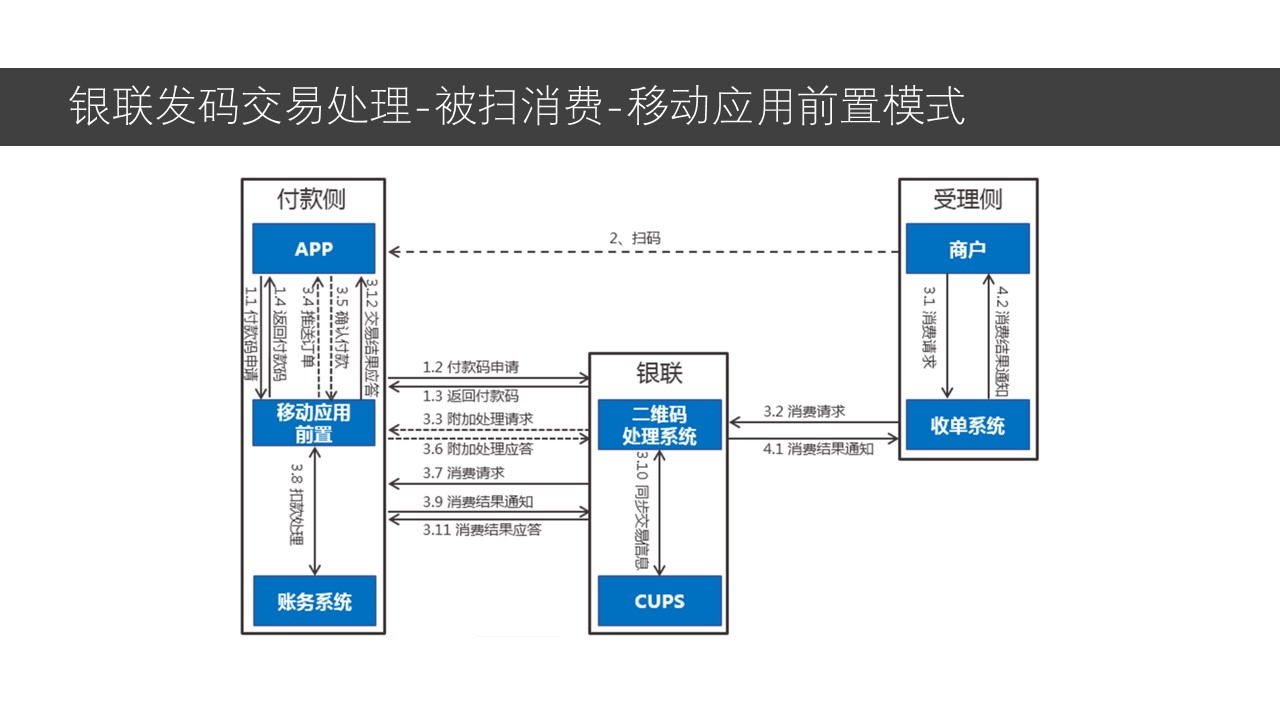 银联发码交易处理-被扫消费-移动应用前置模式
付款侧
APP
1.1 付款码申请
1.4 返回付款码
3.4 推送订单
3.5 确认付款
3.12 交易结果应答
移动应用
前置
3.8 扣款处理
账务系统
2、扫码
1.2 付款码申请
1.3 返回付款码
3.3 附加处理请求
3.6 附加处理应答
3.7 消费请求
3.9 消费结果通知
3.11 消费结果应答
银联
二维码
处理系统
3.10 同步交易信息
CUPS
3.2 消费请求
4.1 消费结果通知
受理侧
商户
3.1 消费请求
4.2 消费结果通知
收单系统